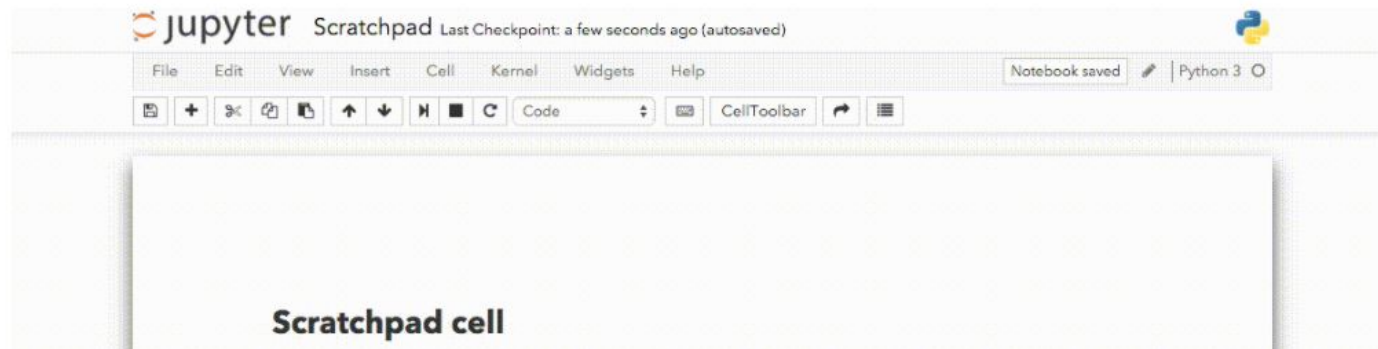 jupyter Scratchpad Last Checkpoint: a few seconds ago (autosaved)
File Edit View Insert Cell Kernel Widgets Help Notebook saved Python 3
Code CellToolbar
Scratchpad cell